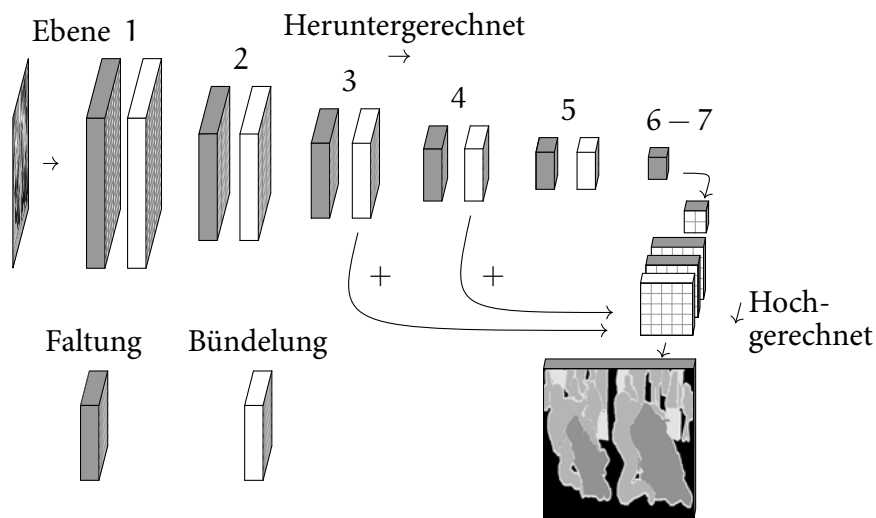 Ebene 1
Heruntergerechnet
→
2
3
4
5
6 – 7
+
+
Hoch-
gerechnet
Faltung
Bündelung